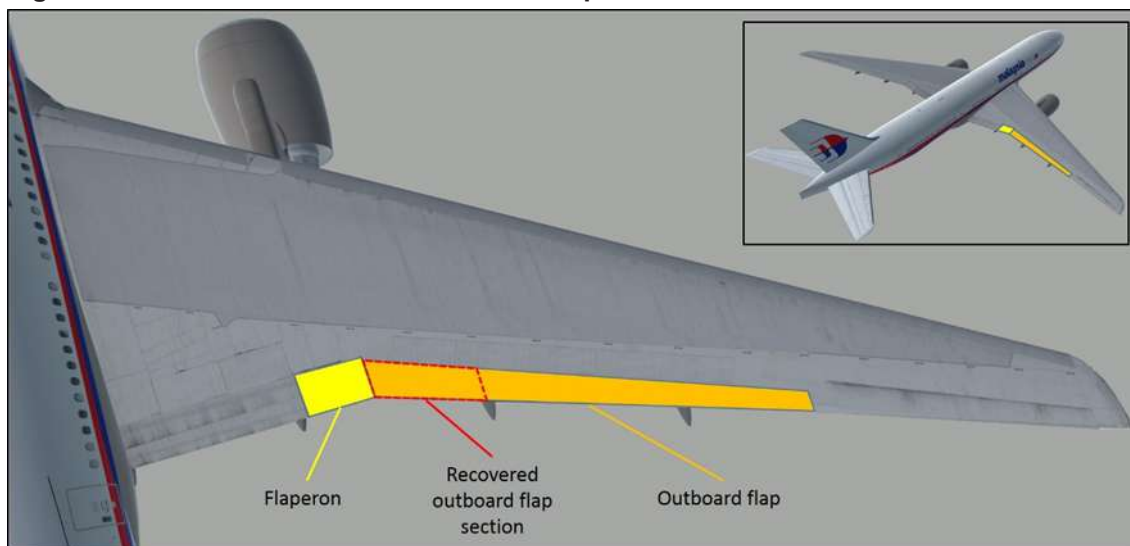 malaysia
Flaperon
Recovered
outboard flap
section
Outboard flap